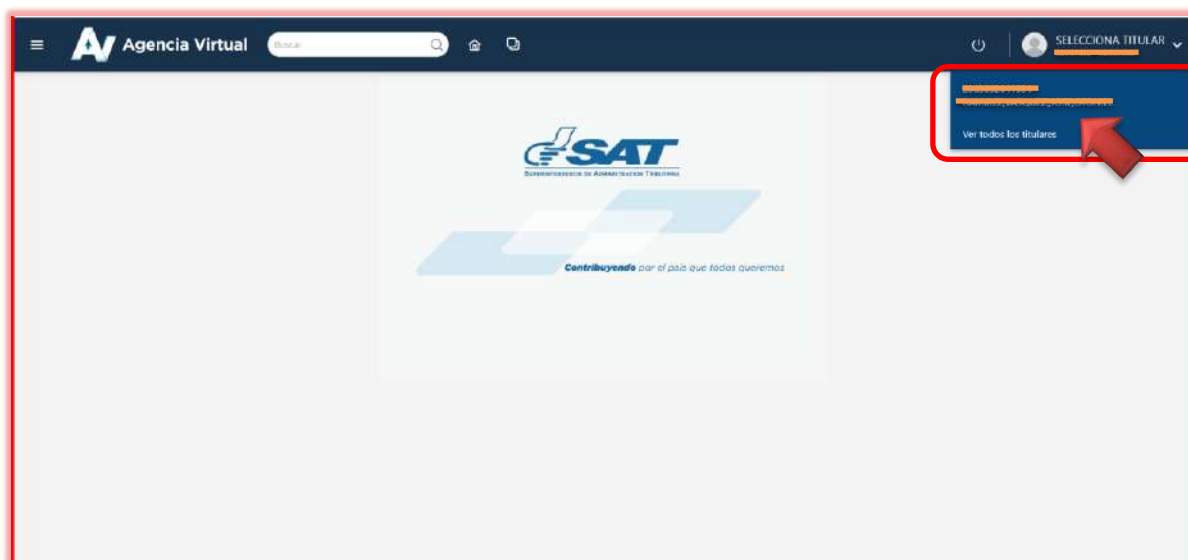 Agencia Virtual
Buscar
SELECCIONA TITULAR
Ver todos los titulares
SAT
SUPERINTENDENCIA DE ADMINISTRACIÓN TRIBUTARIA
Contribuyendo por el país que todos queremos